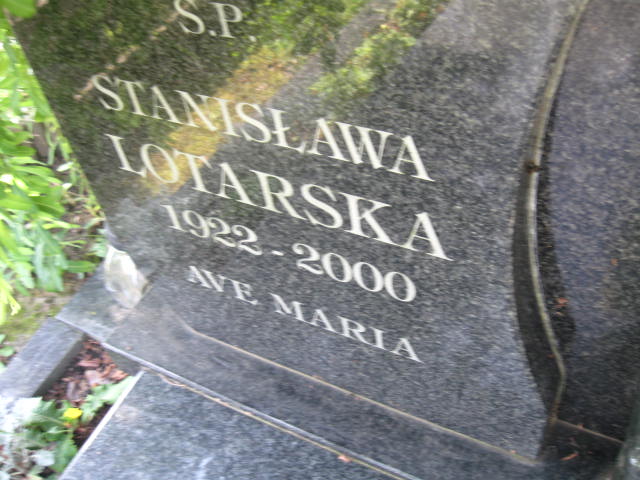 Ś.P.
STANISŁAWA
LOTARSKA
1922 - 2000
AVE MARIA